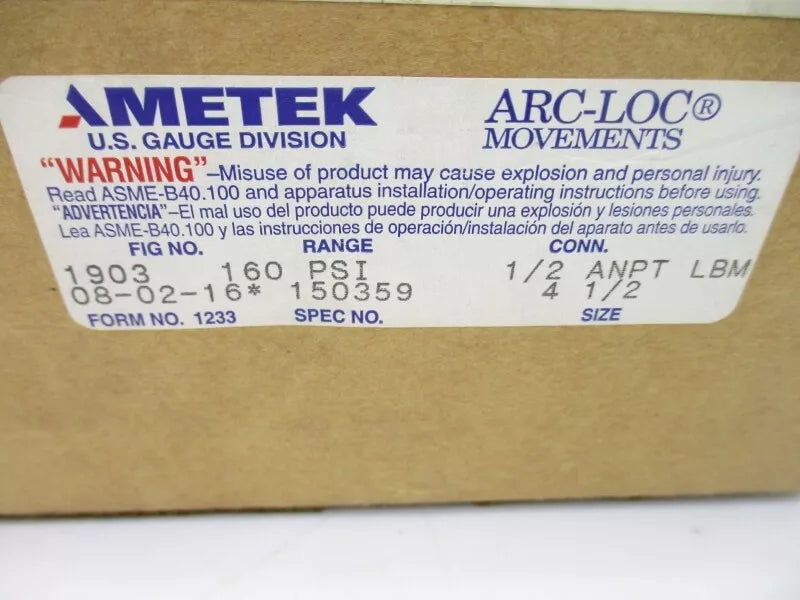 AMETEK
U.S. GAUGE DIVISION
ARC-LOC®
MOVEMENTS
"WARNING"–Misuse of product may cause explosion and personal injury.
Read ASME-B40.100 and apparatus installation/operating instructions before using.
"ADVERTENCIA"–El mal uso del producto puede producir una explosión y lesiones personales.
Lea ASME-B40.100 y las instrucciones de operación/instalación del aparato antes de usarlo.
FIG NO. RANGE CONN.
1903 160 PSI 1/2 ANPT LBM
08-02-16* 150359 4 1/2
FORM NO. 1233 SPEC NO. SIZE